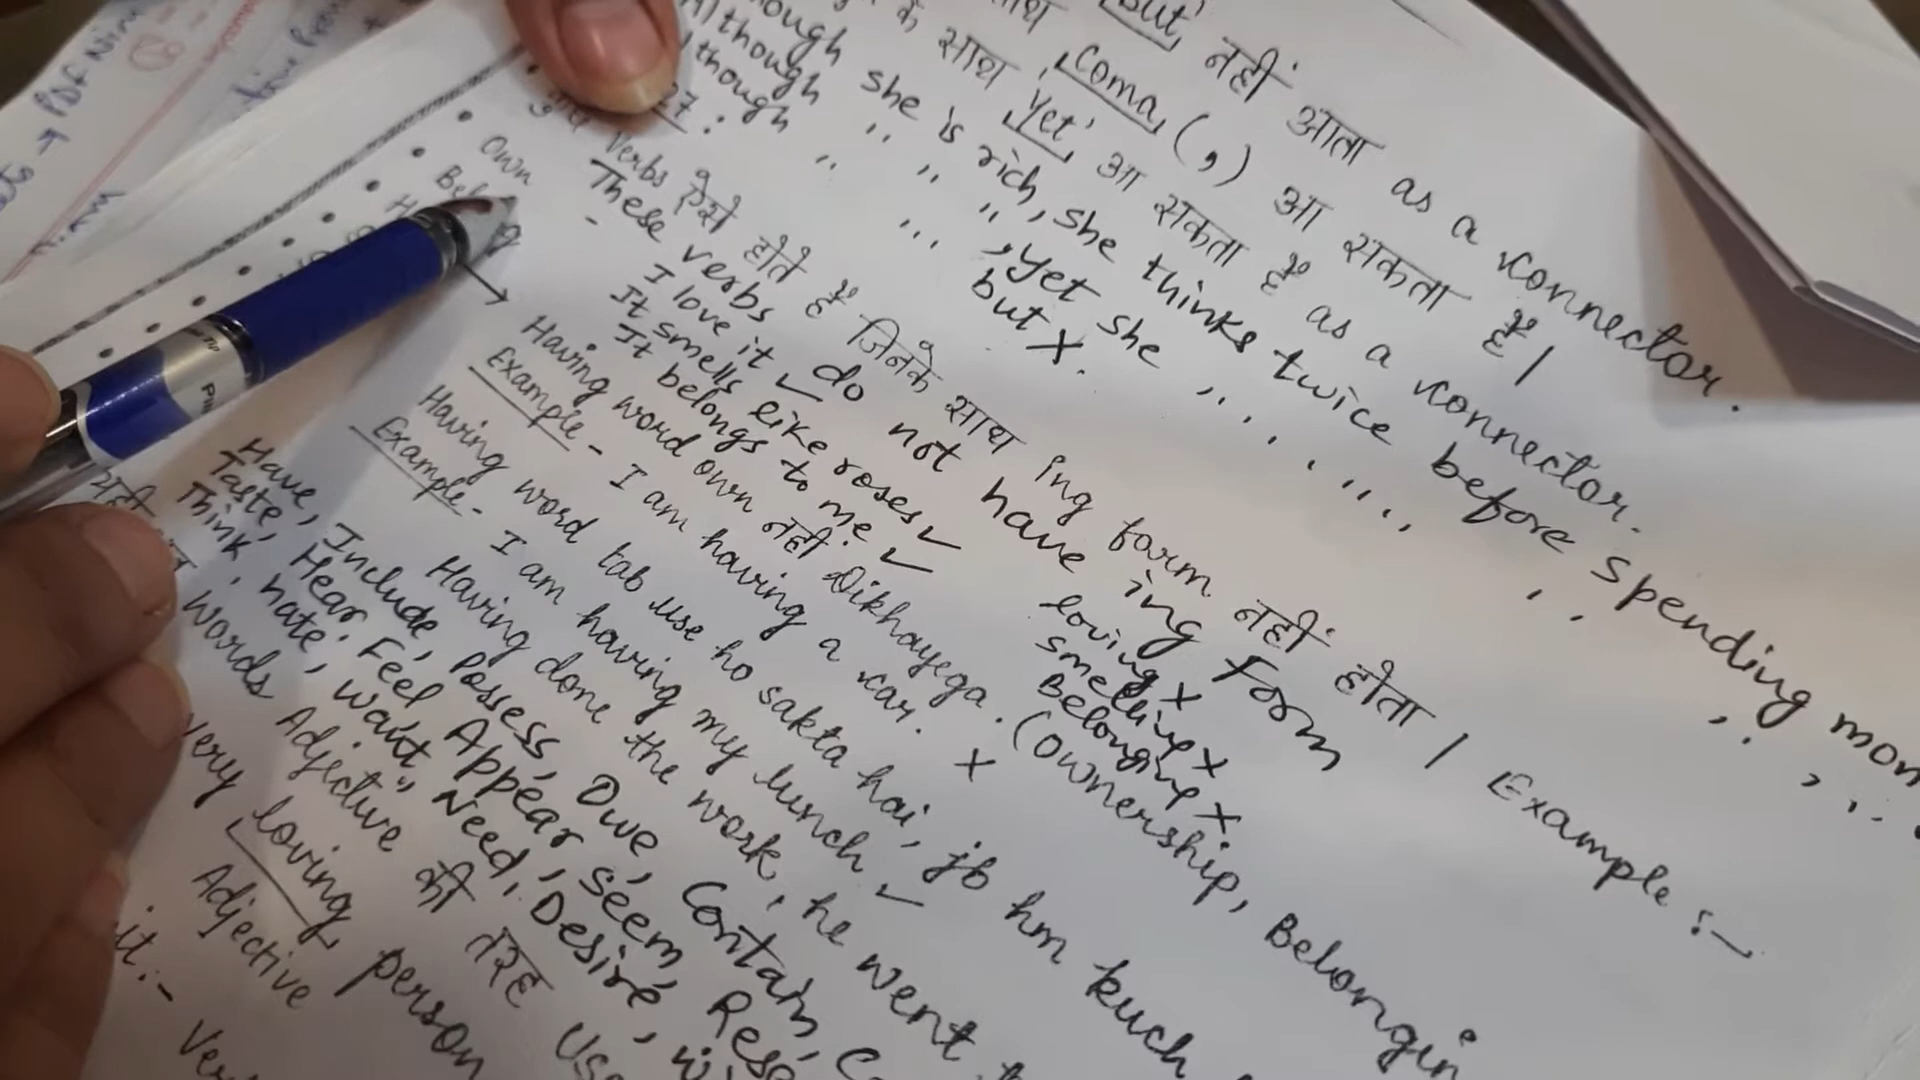 'but' नहीं आता as a connector.
के साथ 'coma' (,) आ सकता है।
साथ 'yet' आ सकता है as a connector.
Although she is rich, she thinks twice before spending mon
Although " " " , yet she " " " " "
Although " " " but X.
27:
Verbs ऐसे होते हैं जिनके साथ ing form नहीं होता। Example :-
These verbs do not have ing Form
I love it ✓ loving X
It smells like roses ✓ smelling X
It belongs to me ✓ Belonging X
Own
→ Having word own नहीं Dikhayega. (Ownership, Belongin
Example - I am having a car. X
Having word tab use ho sakta hai, jb hm kuch
Example - I am having my lunch ✓
Having done the work, he went
Have, Include, Possess, Owe, Contain,
Taste, Hear, Feel, Appear, Seem,
Think, hate, want, Need, Desire,
Words Adjective की तरह
very loving person
Adjective
it:-